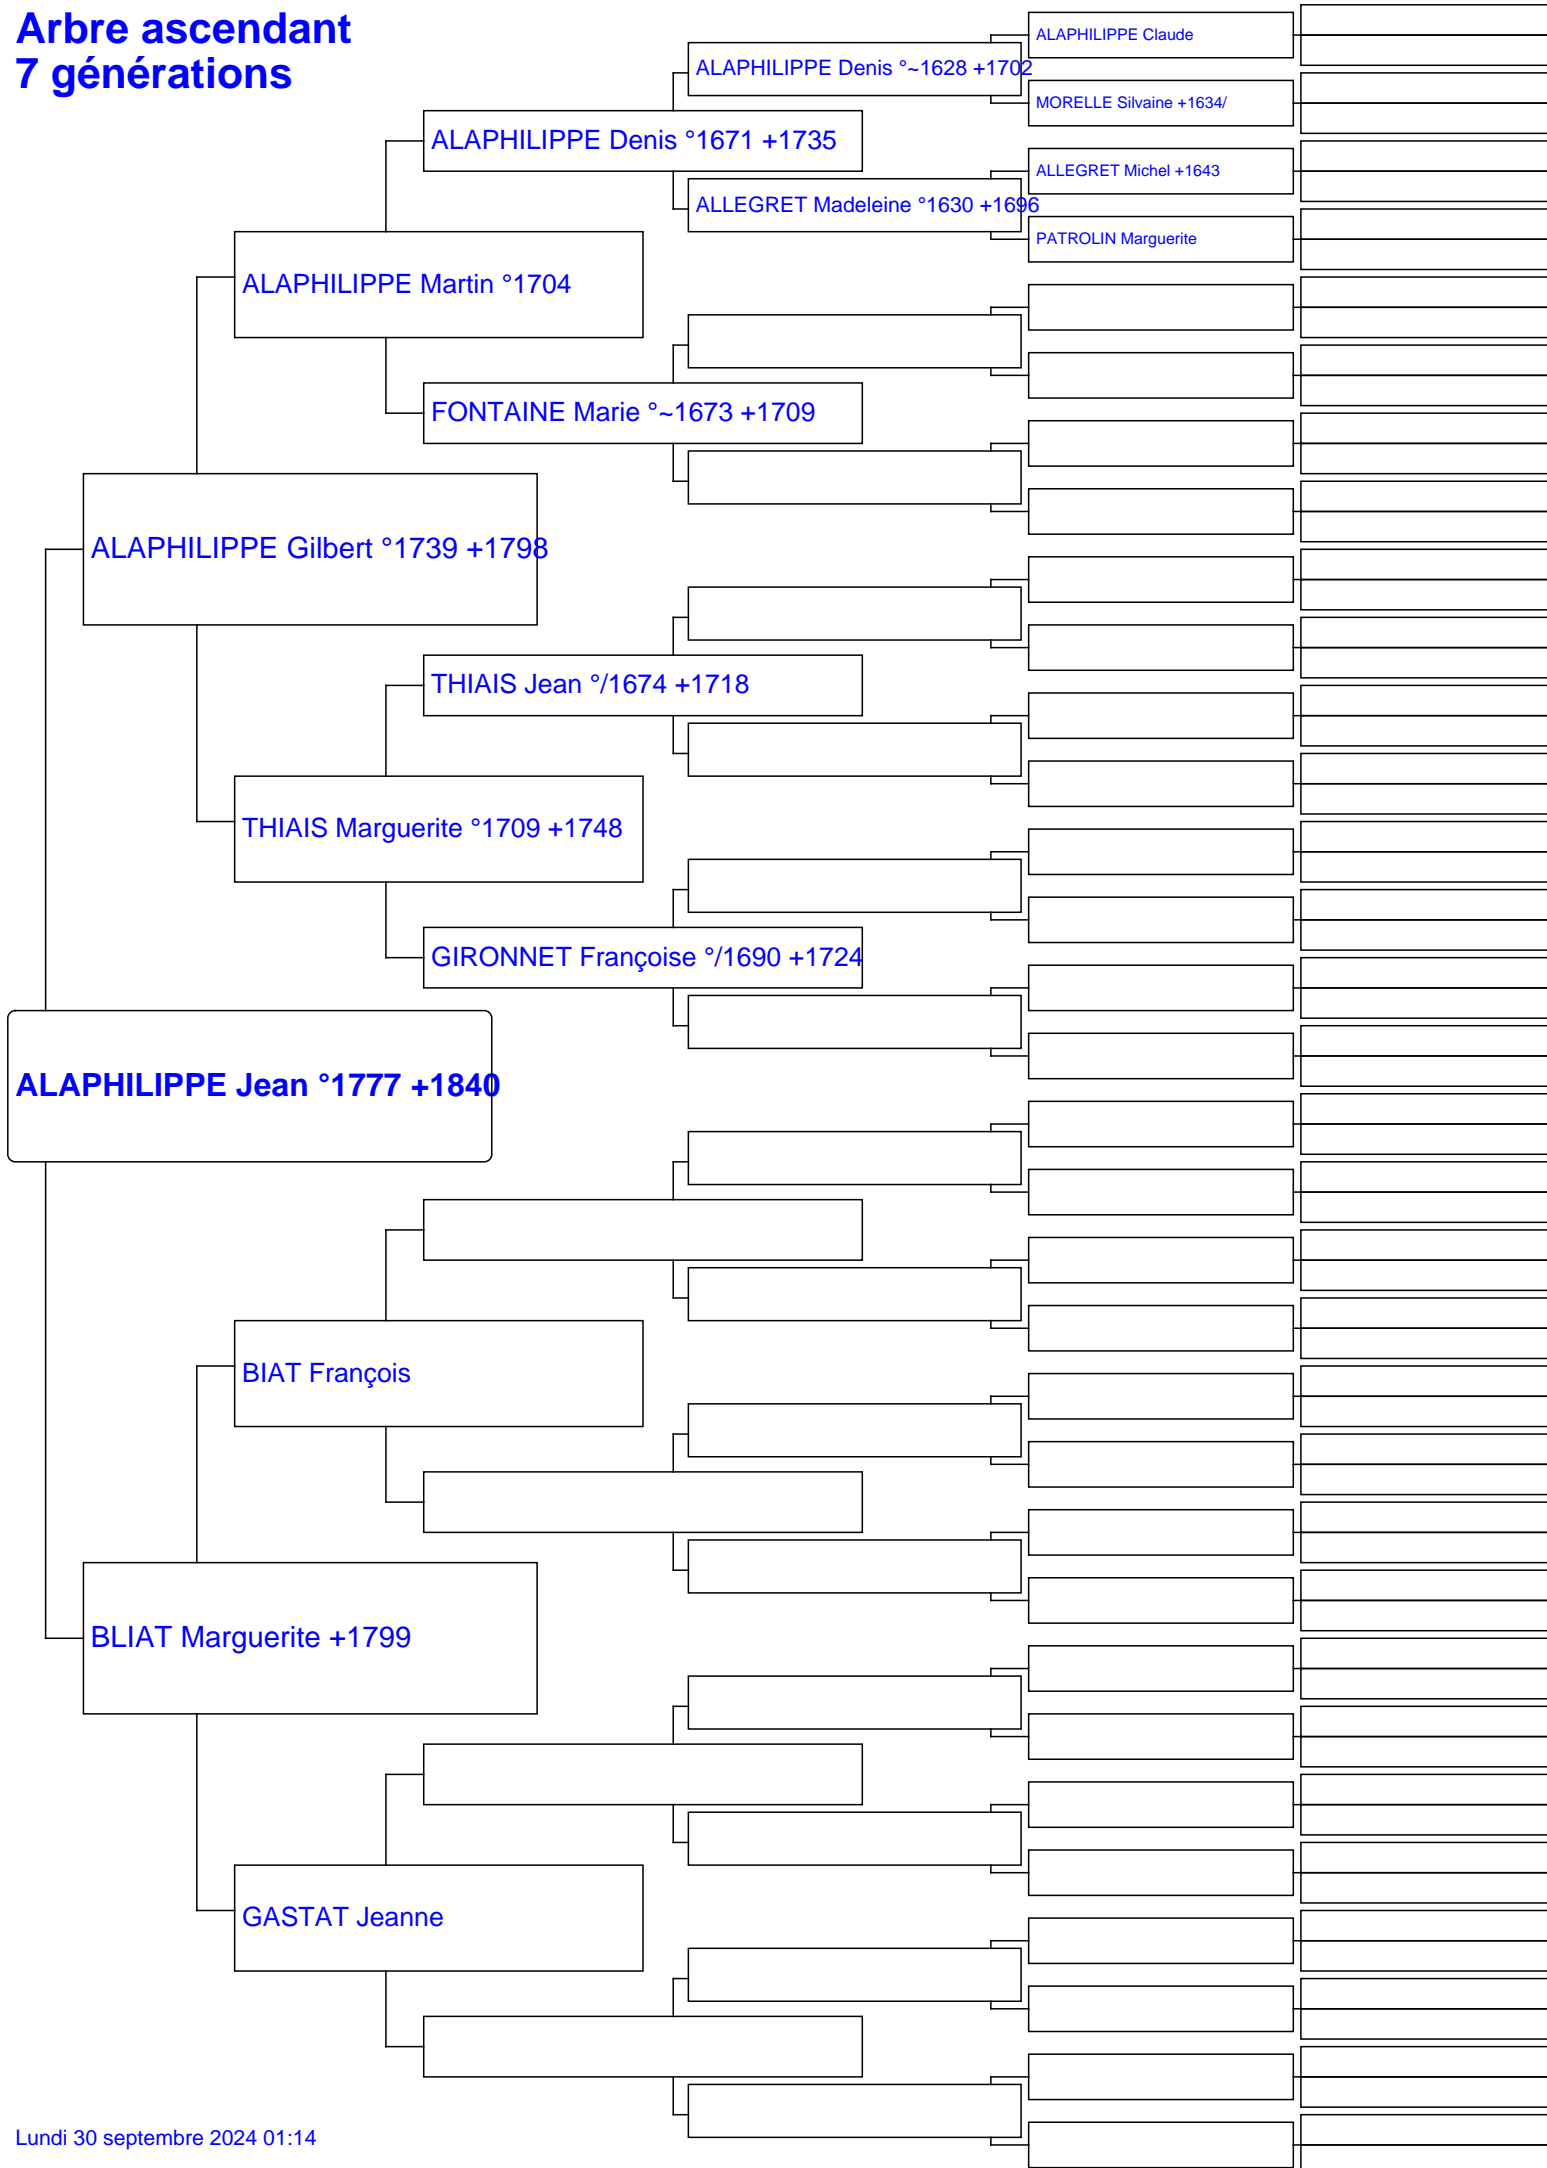 Arbre ascendant
7 générations
ALAPHILIPPE Claude
ALAPHILIPPE Denis °~1628 +1702
MORELLE Silvaine +1634/
ALAPHILIPPE Denis °1671 +1735
ALLEGRET Michel +1643
ALLEGRET Madeleine °1630 +1696
PATROLIN Marguerite
ALAPHILIPPE Martin °1704
FONTAINE Marie °~1673 +1709
ALAPHILIPPE Gilbert °1739 +1798
THIAIS Jean °/1674 +1718
THIAIS Marguerite °1709 +1748
GIRONNET Françoise °/1690 +1724
ALAPHILIPPE Jean °1777 +1840
BIAT François
BLIAT Marguerite +1799
GASTAT Jeanne
Lundi 30 septembre 2024 01:14